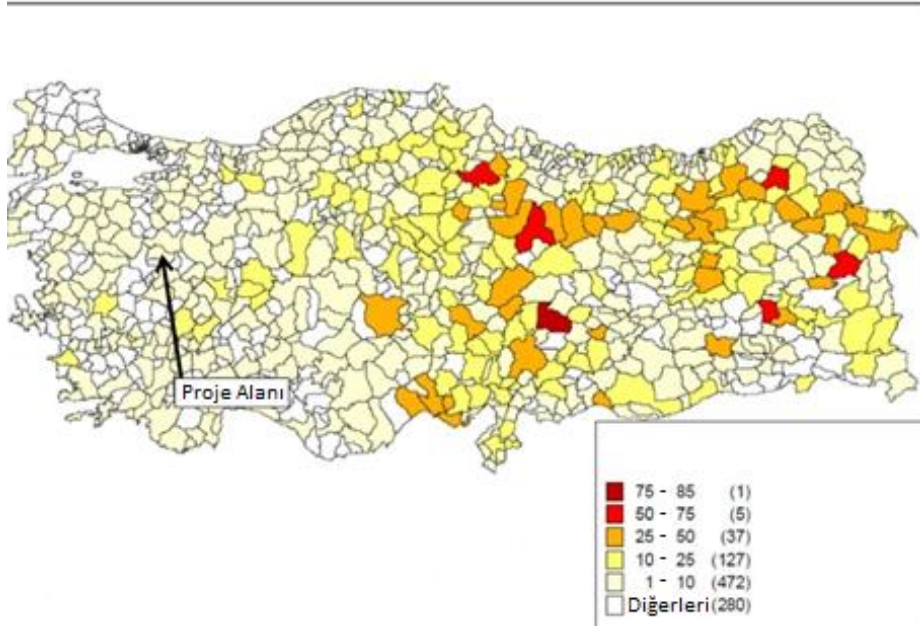 Proje Alanı
75 - 85 (1)
50 - 75 (5)
25 - 50 (37)
10 - 25 (127)
1 - 10 (472)
Diğerleri (280)